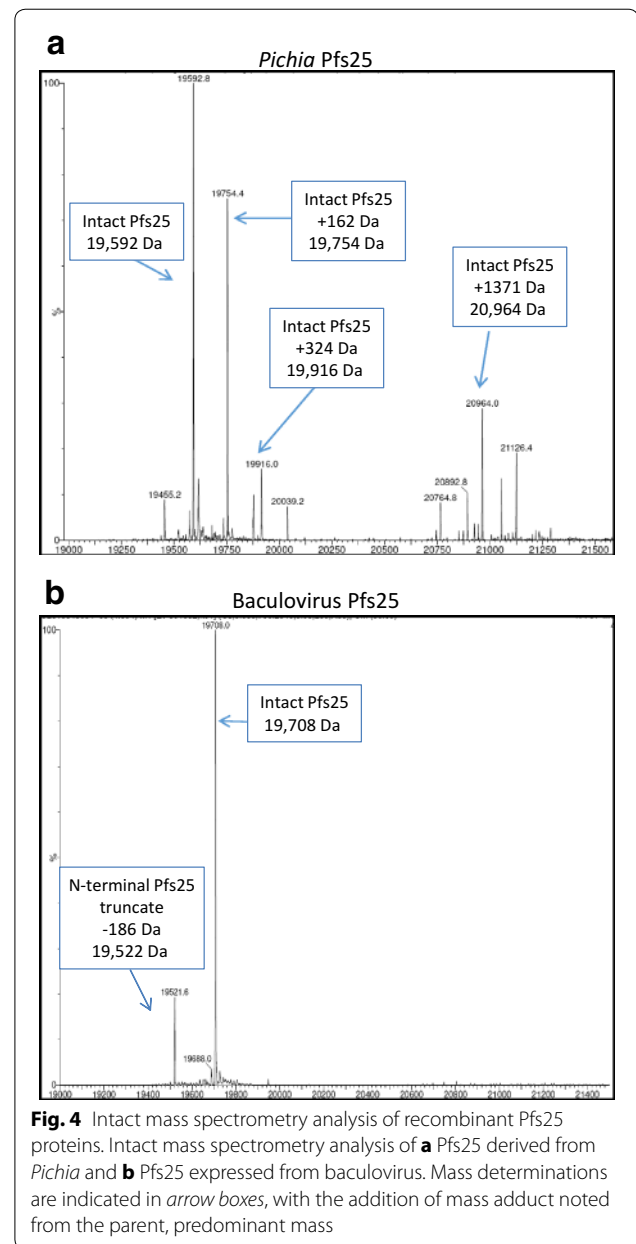 a
Pichia Pfs25
100
19592.8
19754.4
Intact Pfs25
+162 Da
19,754 Da
Intact Pfs25
19,592 Da
Intact Pfs25
+1371 Da
20,964 Da
Intact Pfs25
+324 Da
19,916 Da
%
20964.0
19916.0
21126.4
19455.2
20892.8
20039.2
20764.8
19000 19250 19500 19750 20000 20250 20500 20750 21000 21250 21500
b
Baculovirus Pfs25
19708.0
100
Intact Pfs25
19,708 Da
%
N-terminal Pfs25
truncate
-186 Da
19,522 Da
19521.6
19688.0
0
19000 19200 19400 19600 19800 20000 20200 20400 20600 20800 21000 21200 21400
Fig. 4 Intact mass spectrometry analysis of recombinant Pfs25
proteins. Intact mass spectrometry analysis of a Pfs25 derived from
Pichia and b Pfs25 expressed from baculovirus. Mass determinations
are indicated in arrow boxes, with the addition of mass adduct noted
from the parent, predominant mass